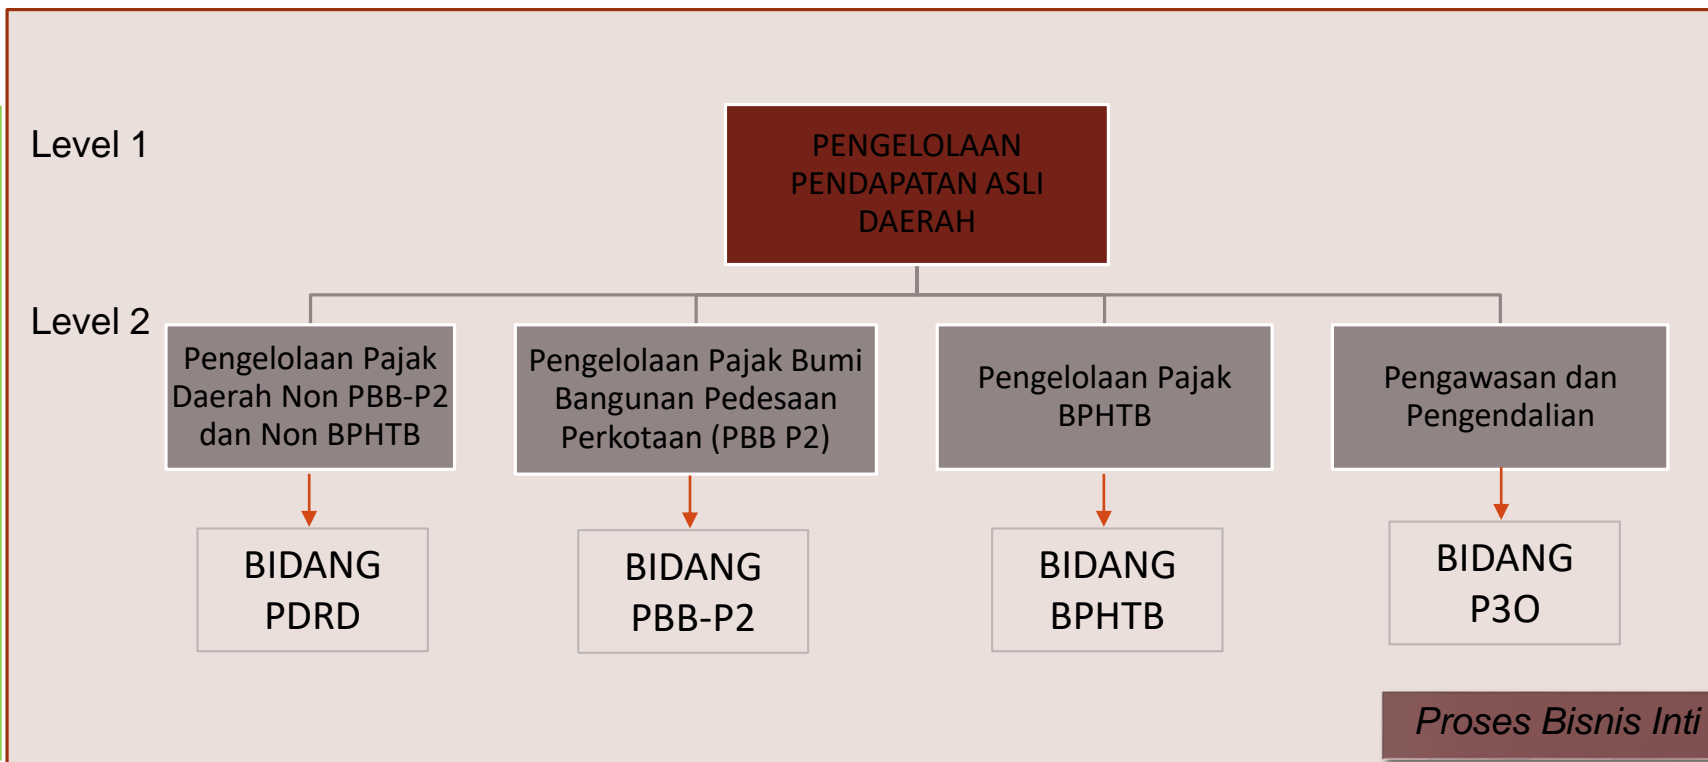 Level 1
PENGELOLAAN
PENDAPATAN ASLI
DAERAH
Level 2
Pengelolaan Pajak
Daerah Non PBB-P2
dan Non BPHTB
Pengelolaan Pajak Bumi
Bangunan Pedesaan
Perkotaan (PBB P2)
Pengelolaan Pajak
BPHTB
Pengawasan dan
Pengendalian
BIDANG
PDRD
BIDANG
PBB-P2
BIDANG
BPHTB
BIDANG
P3O
Proses Bisnis Inti